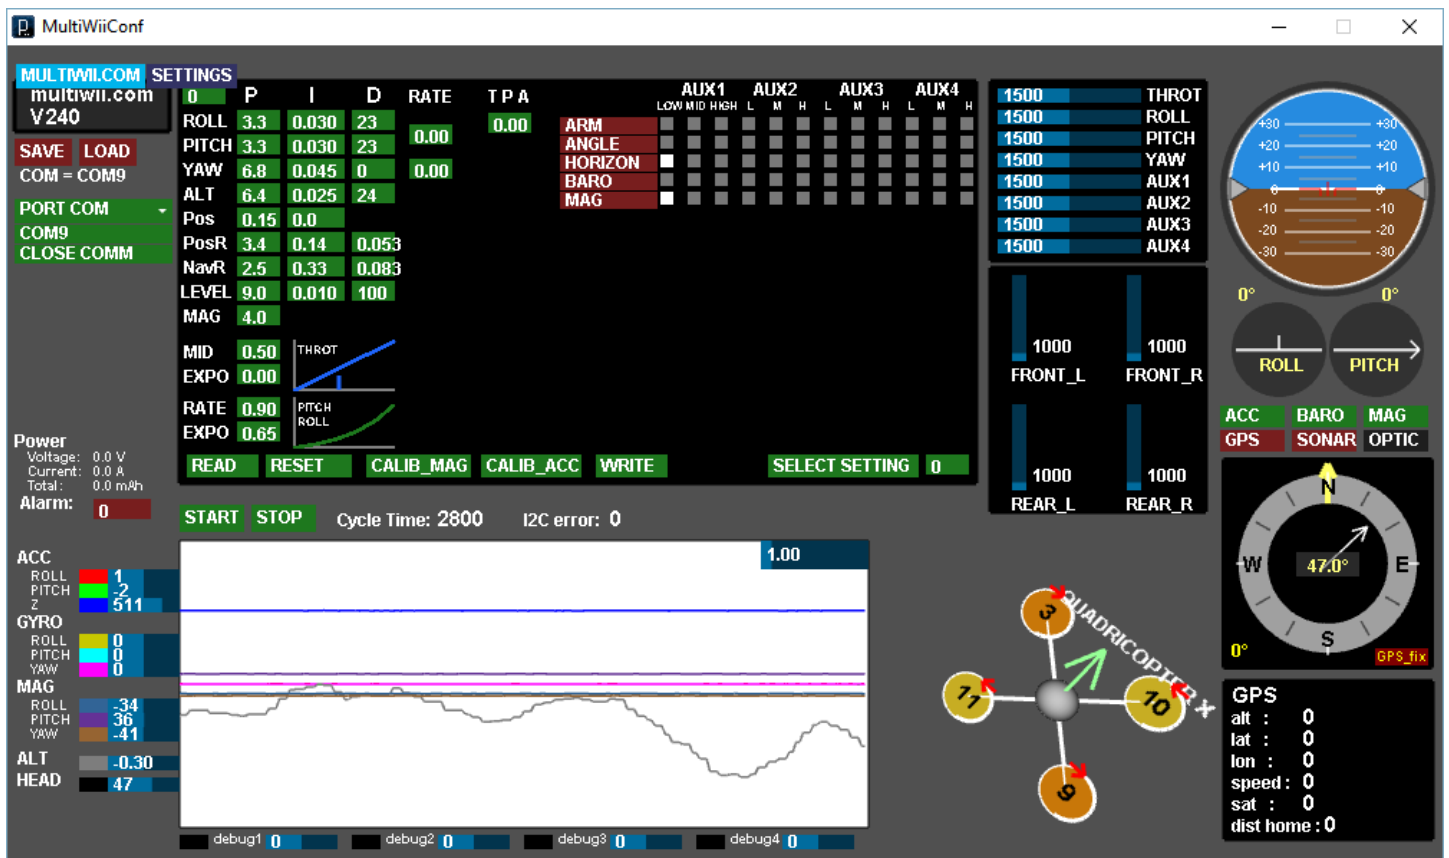 MultiWiiConf
MULTIWII.COM SETTINGS
multiwii.com
V240
SAVE LOAD
COM = COM9
PORT COM
COM9
CLOSE COMM
Power
Voltage: 0.0 V
Current: 0.0 A
Total: 0.0 mAh
Alarm: 0
0 P I D RATE T P A
ROLL 3.3 0.030 23
PITCH 3.3 0.030 23
0.00 0.00
YAW 6.8 0.045 0 0.00
ALT 6.4 0.025 24
Pos 0.15 0.0
PosR 3.4 0.14 0.053
NavR 2.5 0.33 0.083
LEVEL 9.0 0.010 100
MAG 4.0
MID 0.50
EXPO 0.00
THROT
RATE 0.90
EXPO 0.65
PITCH
ROLL
AUX1 AUX2 AUX3 AUX4
LOW MID HIGH L M H L M H L M H
ARM
ANGLE
HORIZON
BARO
MAG
READ RESET CALIB_MAG CALIB_ACC WRITE SELECT SETTING 0
1500 THROT
1500 ROLL
1500 PITCH
1500 YAW
1500 AUX1
1500 AUX2
1500 AUX3
1500 AUX4
1000 1000
FRONT_L FRONT_R
1000 1000
REAR_L REAR_R
+30 +30
+20 +20
+10 +10
0 0
-10 -10
-20 -20
-30 -30
0° 0°
ROLL PITCH
ACC BARO MAG
GPS SONAR OPTIC
N
W 47.0° E
S
0° GPS_fix
START STOP Cycle Time: 2800 I2C error: 0
1.00
ACC
ROLL 1
PITCH -2
Z 511
GYRO
ROLL 0
PITCH 0
YAW 0
MAG
ROLL -34
PITCH 36
YAW -41
ALT -0.30
HEAD 47
debug1 0 debug2 0 debug3 0 debug4 0
QUADRICOPTER X
3
11
10
9
GPS
alt : 0
lat : 0
lon : 0
speed : 0
sat : 0
dist home : 0